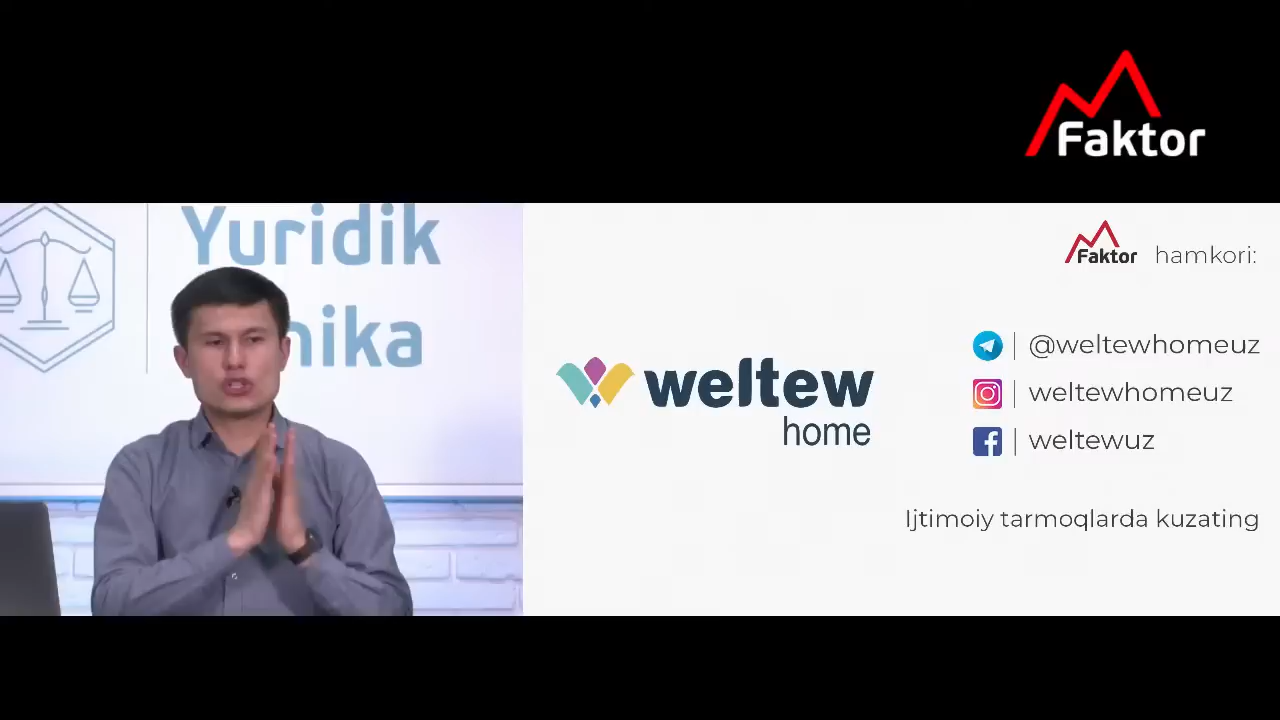 Faktor
Yuridik
nika
Faktor hamkori:
weltew
home
@weltewhomeuz
weltewhomeuz
weltewuz
Ijtimoiy tarmoqlarda kuzating